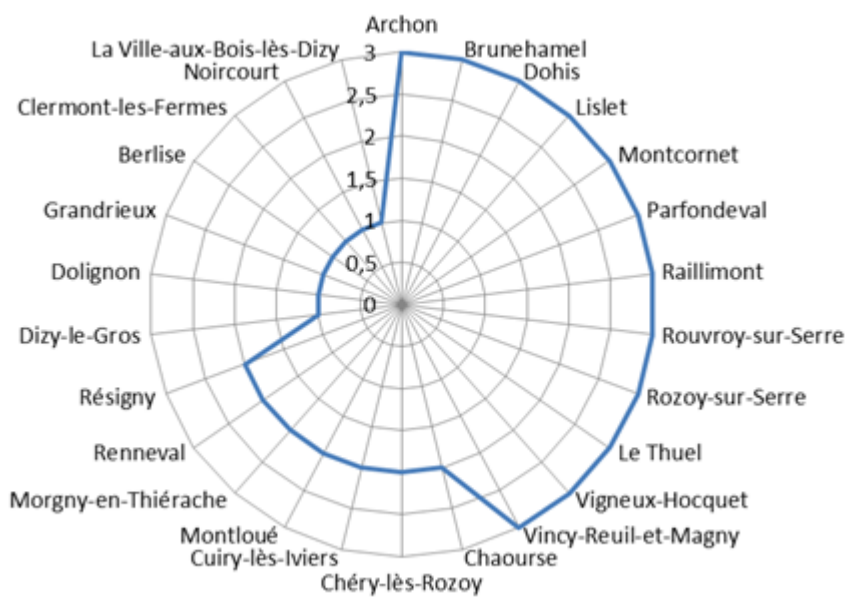 Archon
Brunehamel
Dohis
Lislet
Montcornet
Parfondeval
Raillimont
Rouvroy-sur-Serre
Rozoy-sur-Serre
Le Thuel
Vigneux-Hocquet
Vincy-Reuil-et-Magny
Chaourse
Chéry-lès-Rozoy
Cuiry-lès-Iviers
Montloué
Morgny-en-Thiérache
Renneval
Résigny
Dizy-le-Gros
Dolignon
Grandrieux
Berlise
Clermont-les-Fermes
Noircourt
La Ville-aux-Bois-lès-Dizy
3
2,5
2
1,5
1
0,5
0